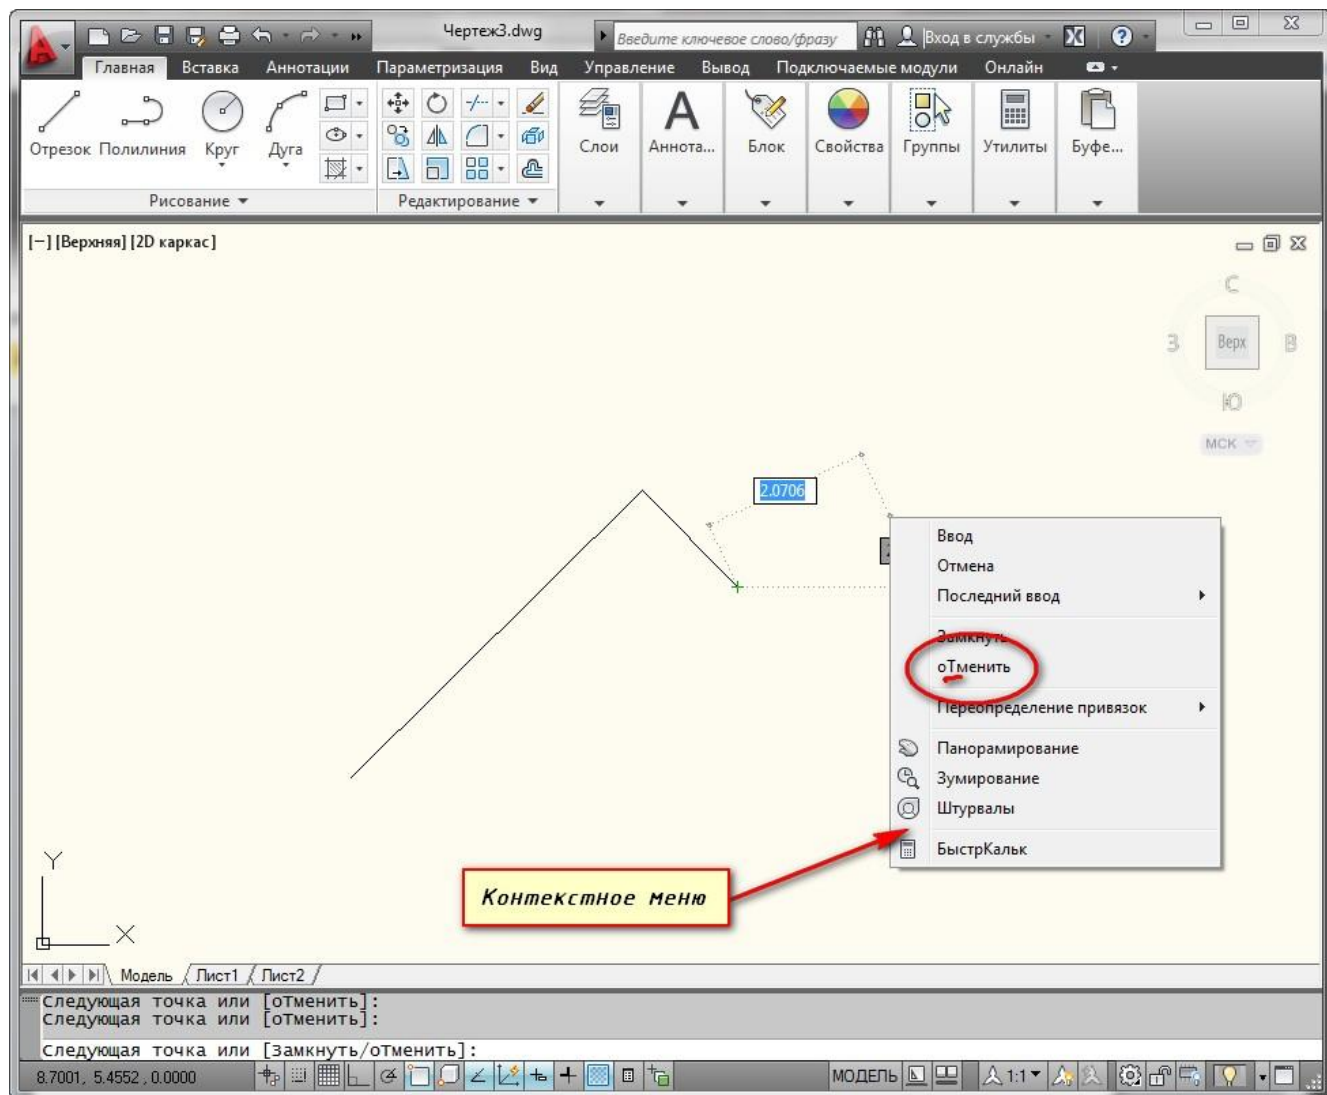 Чертеж3.dwg
Введите ключевое слово/фразу
Вход в службы
?
Главная Вставка Аннотации Параметризация Вид Управление Вывод Подключаемые модули Онлайн
Отрезок Полилиния Круг Дуга
Слои Аннота... Блок Свойства Группы Утилиты Буфе...
Рисование Редактирование
[−][Верхняя][2D каркас]
С
З Верх В
Ю
МСК
2.0706
Ввод
Отмена
Последний ввод
Замкнуть
оТменить
Переопределение привязок
Панорамирование
Зумирование
Штурвалы
БыстрКальк
Контекстное меню
Y
X
Модель Лист1 Лист2
Следующая точка или [оТменить]:
Следующая точка или [оТменить]:
Следующая точка или [Замкнуть/оТменить]:
8.7001, 5.4552 , 0.0000 МОДЕЛЬ 1:1